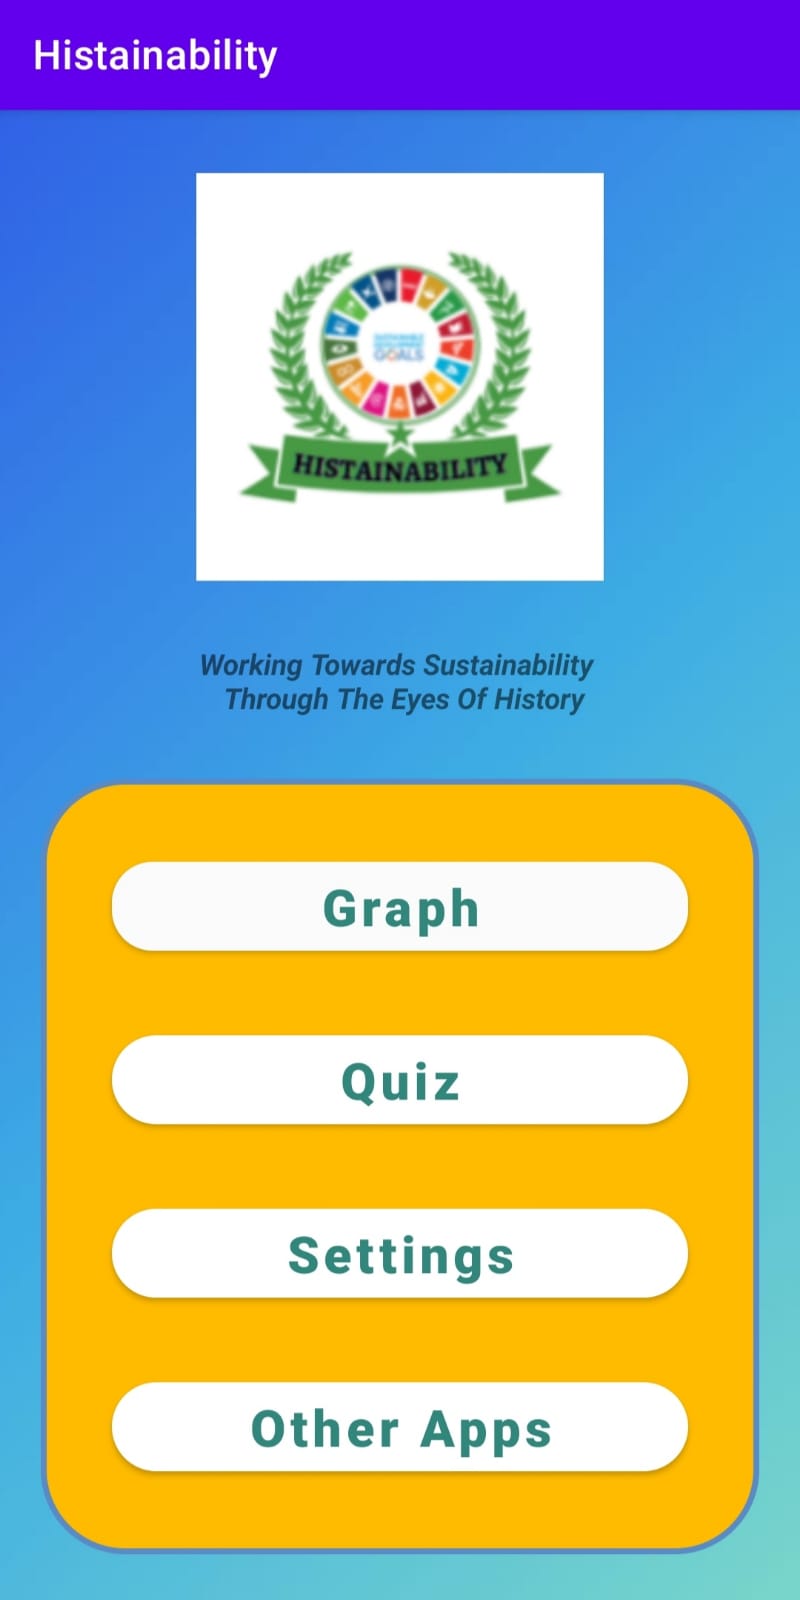 Histainability
SUSTAINABLE
DEVELOPMENT
GOALS
HISTAINABILITY
Working Towards Sustainability
Through The Eyes Of History
Graph
Quiz
Settings
Other Apps